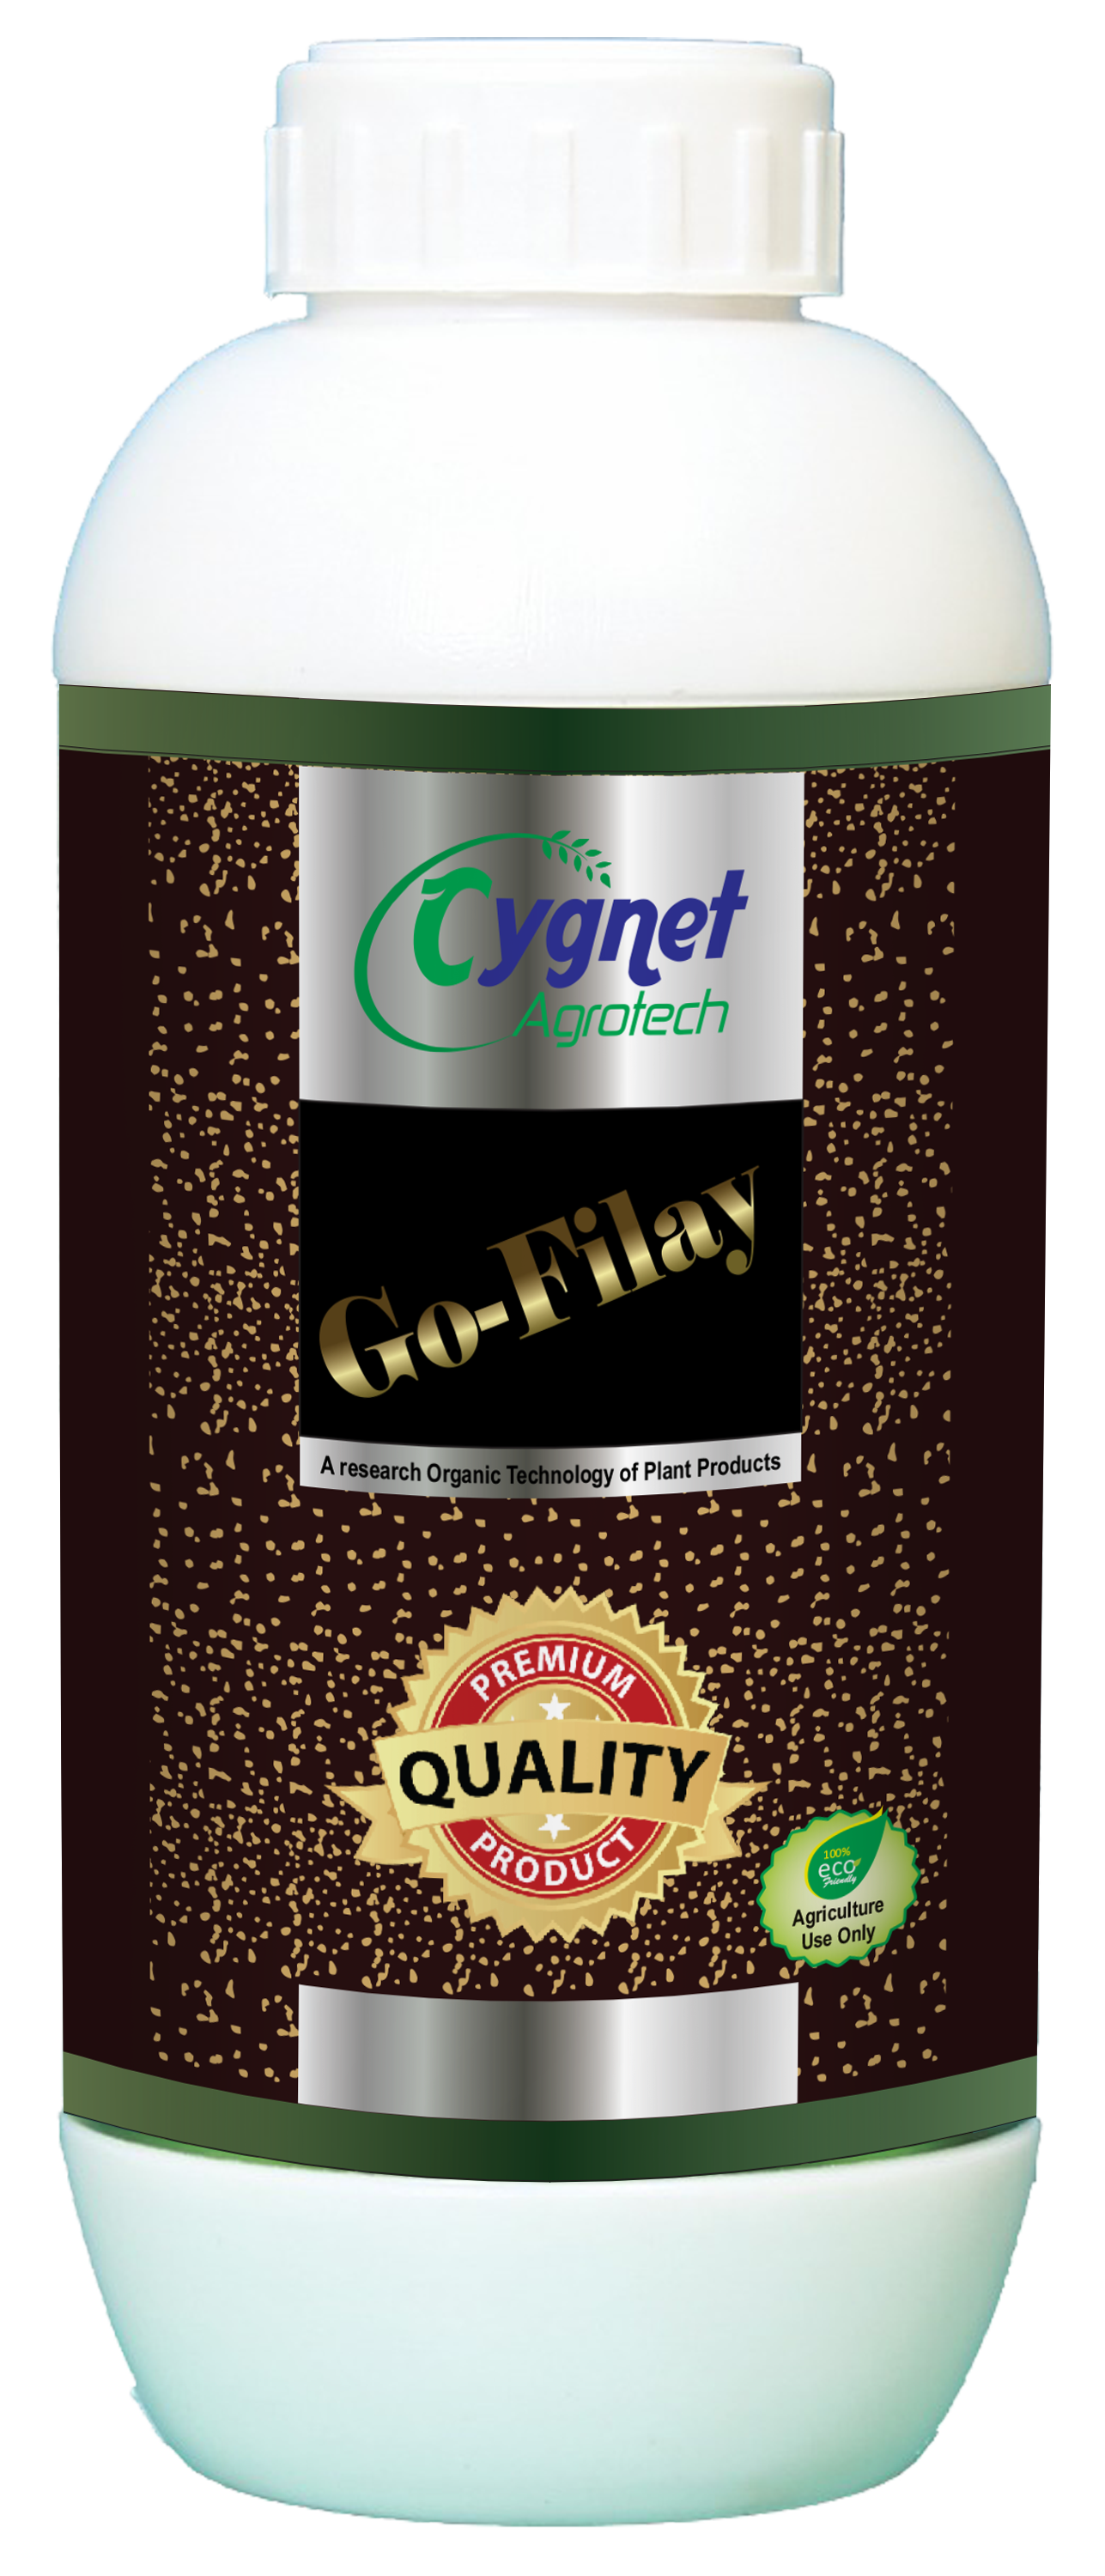 Cygnet
Agrotech
Go-Filay
A research Organic Technology of Plant Products
PREMIUM
QUALITY
PRODUCT
100%
eco
Friendly
Agriculture
Use Only